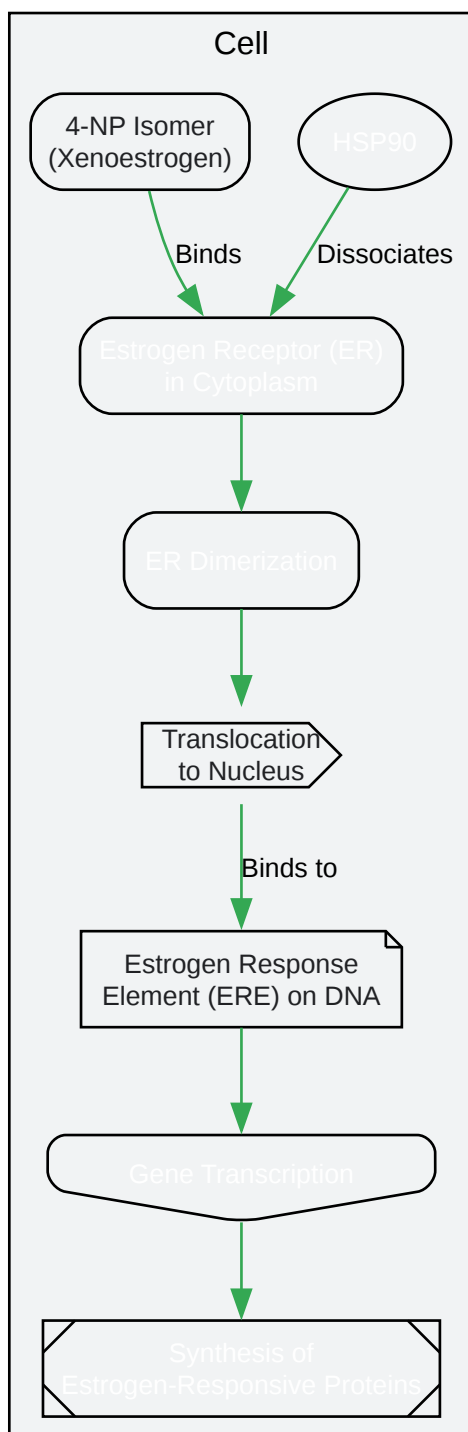 Cell
4-NP Isomer
(Xenoestrogen)
HSP90
Binds
Dissociates
Estrogen Receptor (ER)
in Cytoplasm
ER Dimerization
Translocation
to Nucleus
Binds to
Estrogen Response
Element (ERE) on DNA
Gene Transcription
Synthesis of
Estrogen-Responsive Proteins